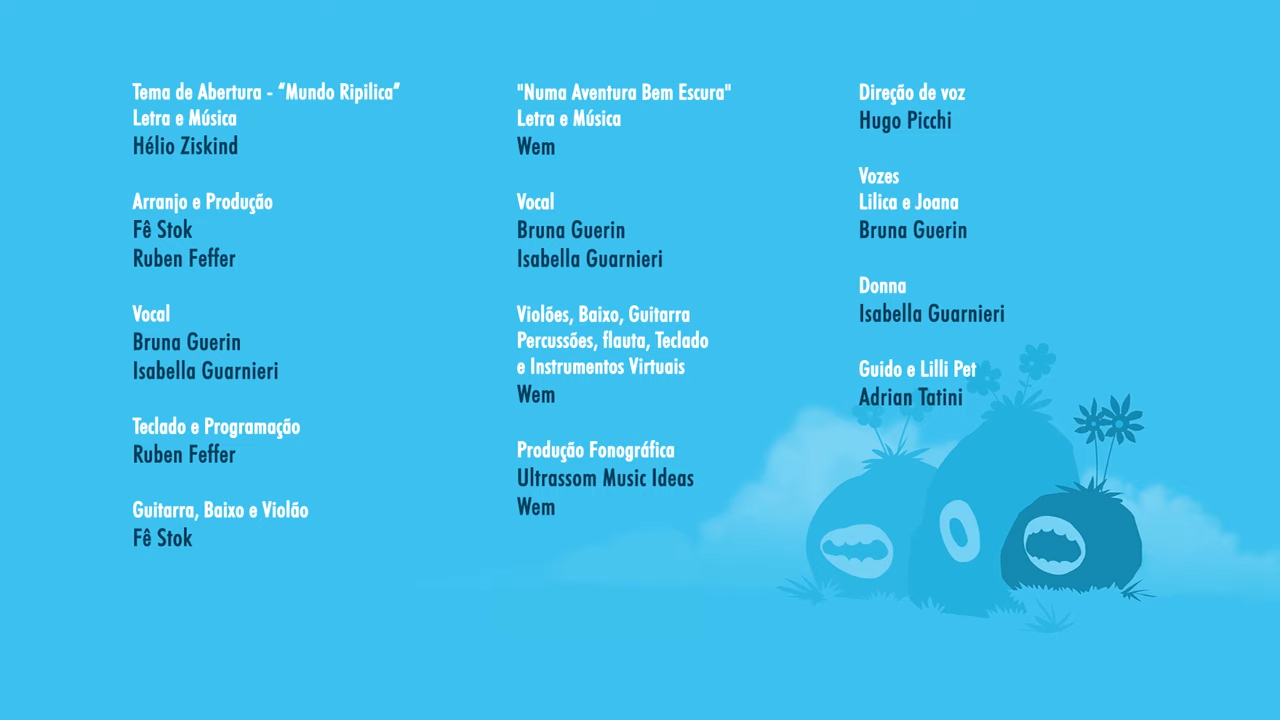 Tema de Abertura - “Mundo Ripilica”
Letra e Música
Hélio Ziskind
Arranjo e Produção
Fê Stok
Ruben Feffer
Vocal
Bruna Guerin
Isabella Guarnieri
Teclado e Programação
Ruben Feffer
Guitarra, Baixo e Violão
Fê Stok
"Numa Aventura Bem Escura"
Letra e Música
Wem
Vocal
Bruna Guerin
Isabella Guarnieri
Violões, Baixo, Guitarra
Percussões, flauta, Teclado
e Instrumentos Virtuais
Wem
Produção Fonográfica
Ultrassom Music Ideas
Wem
Direção de voz
Hugo Picchi
Vozes
Lilica e Joana
Bruna Guerin
Donna
Isabella Guarnieri
Guido e Lilli Pet
Adrian Tatini